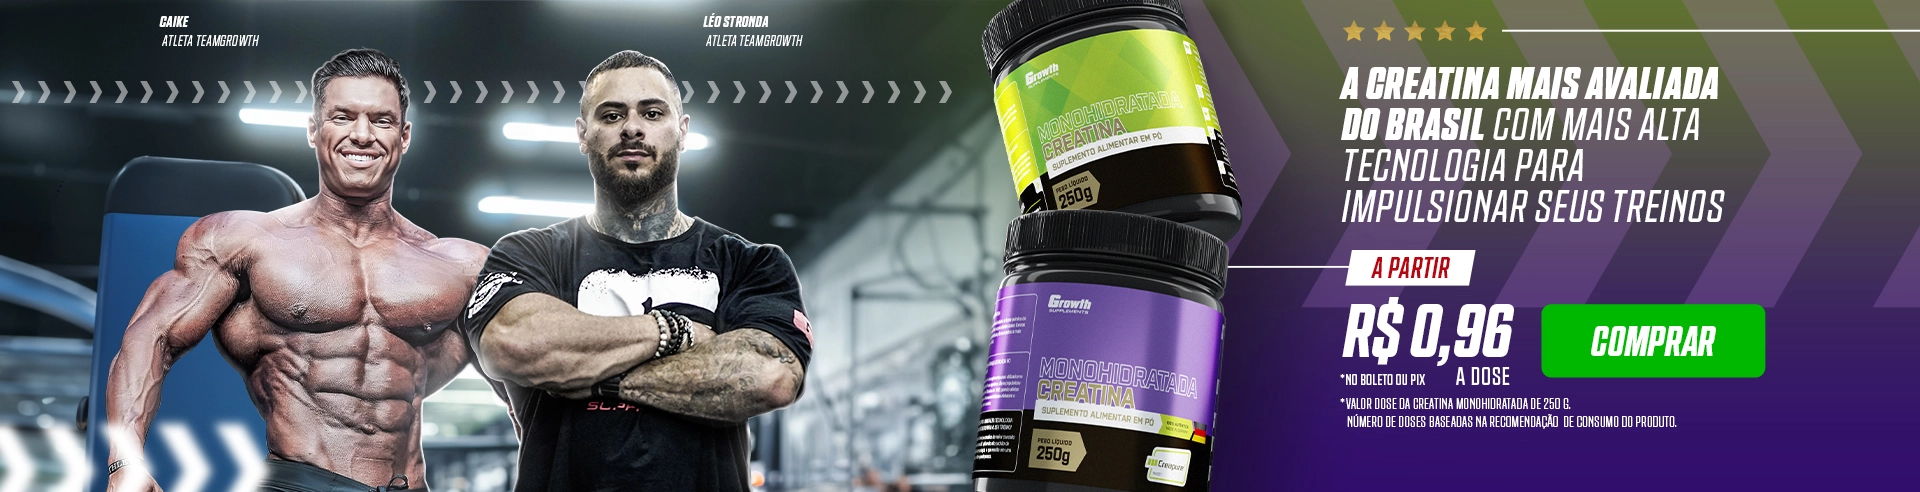 CAIKE
ATLETA TEAMGROWTH
LÉO STRONDA
ATLETA TEAMGROWTH
Growth
SUPPLEMENTS
MONOHIDRATADA
CREATINA
SUPLEMENTO ALIMENTAR EM PÓ
PESO LÍQUIDO
250g
Growth
SUPPLEMENTS
MONOHIDRATADA
CREATINA
SUPLEMENTO ALIMENTAR EM PÓ
PESO LÍQUIDO
250g
Creapure
A CREATINA MAIS AVALIADA
DO BRASIL COM MAIS ALTA
TECNOLOGIA PARA
IMPULSIONAR SEUS TREINOS
A PARTIR
R$ 0,96
*NO BOLETO OU PIX A DOSE
COMPRAR
*VALOR DOSE DA CREATINA MONOHIDRATADA DE 250 G.
NÚMERO DE DOSES BASEADAS NA RECOMENDAÇÃO DE CONSUMO DO PRODUTO.